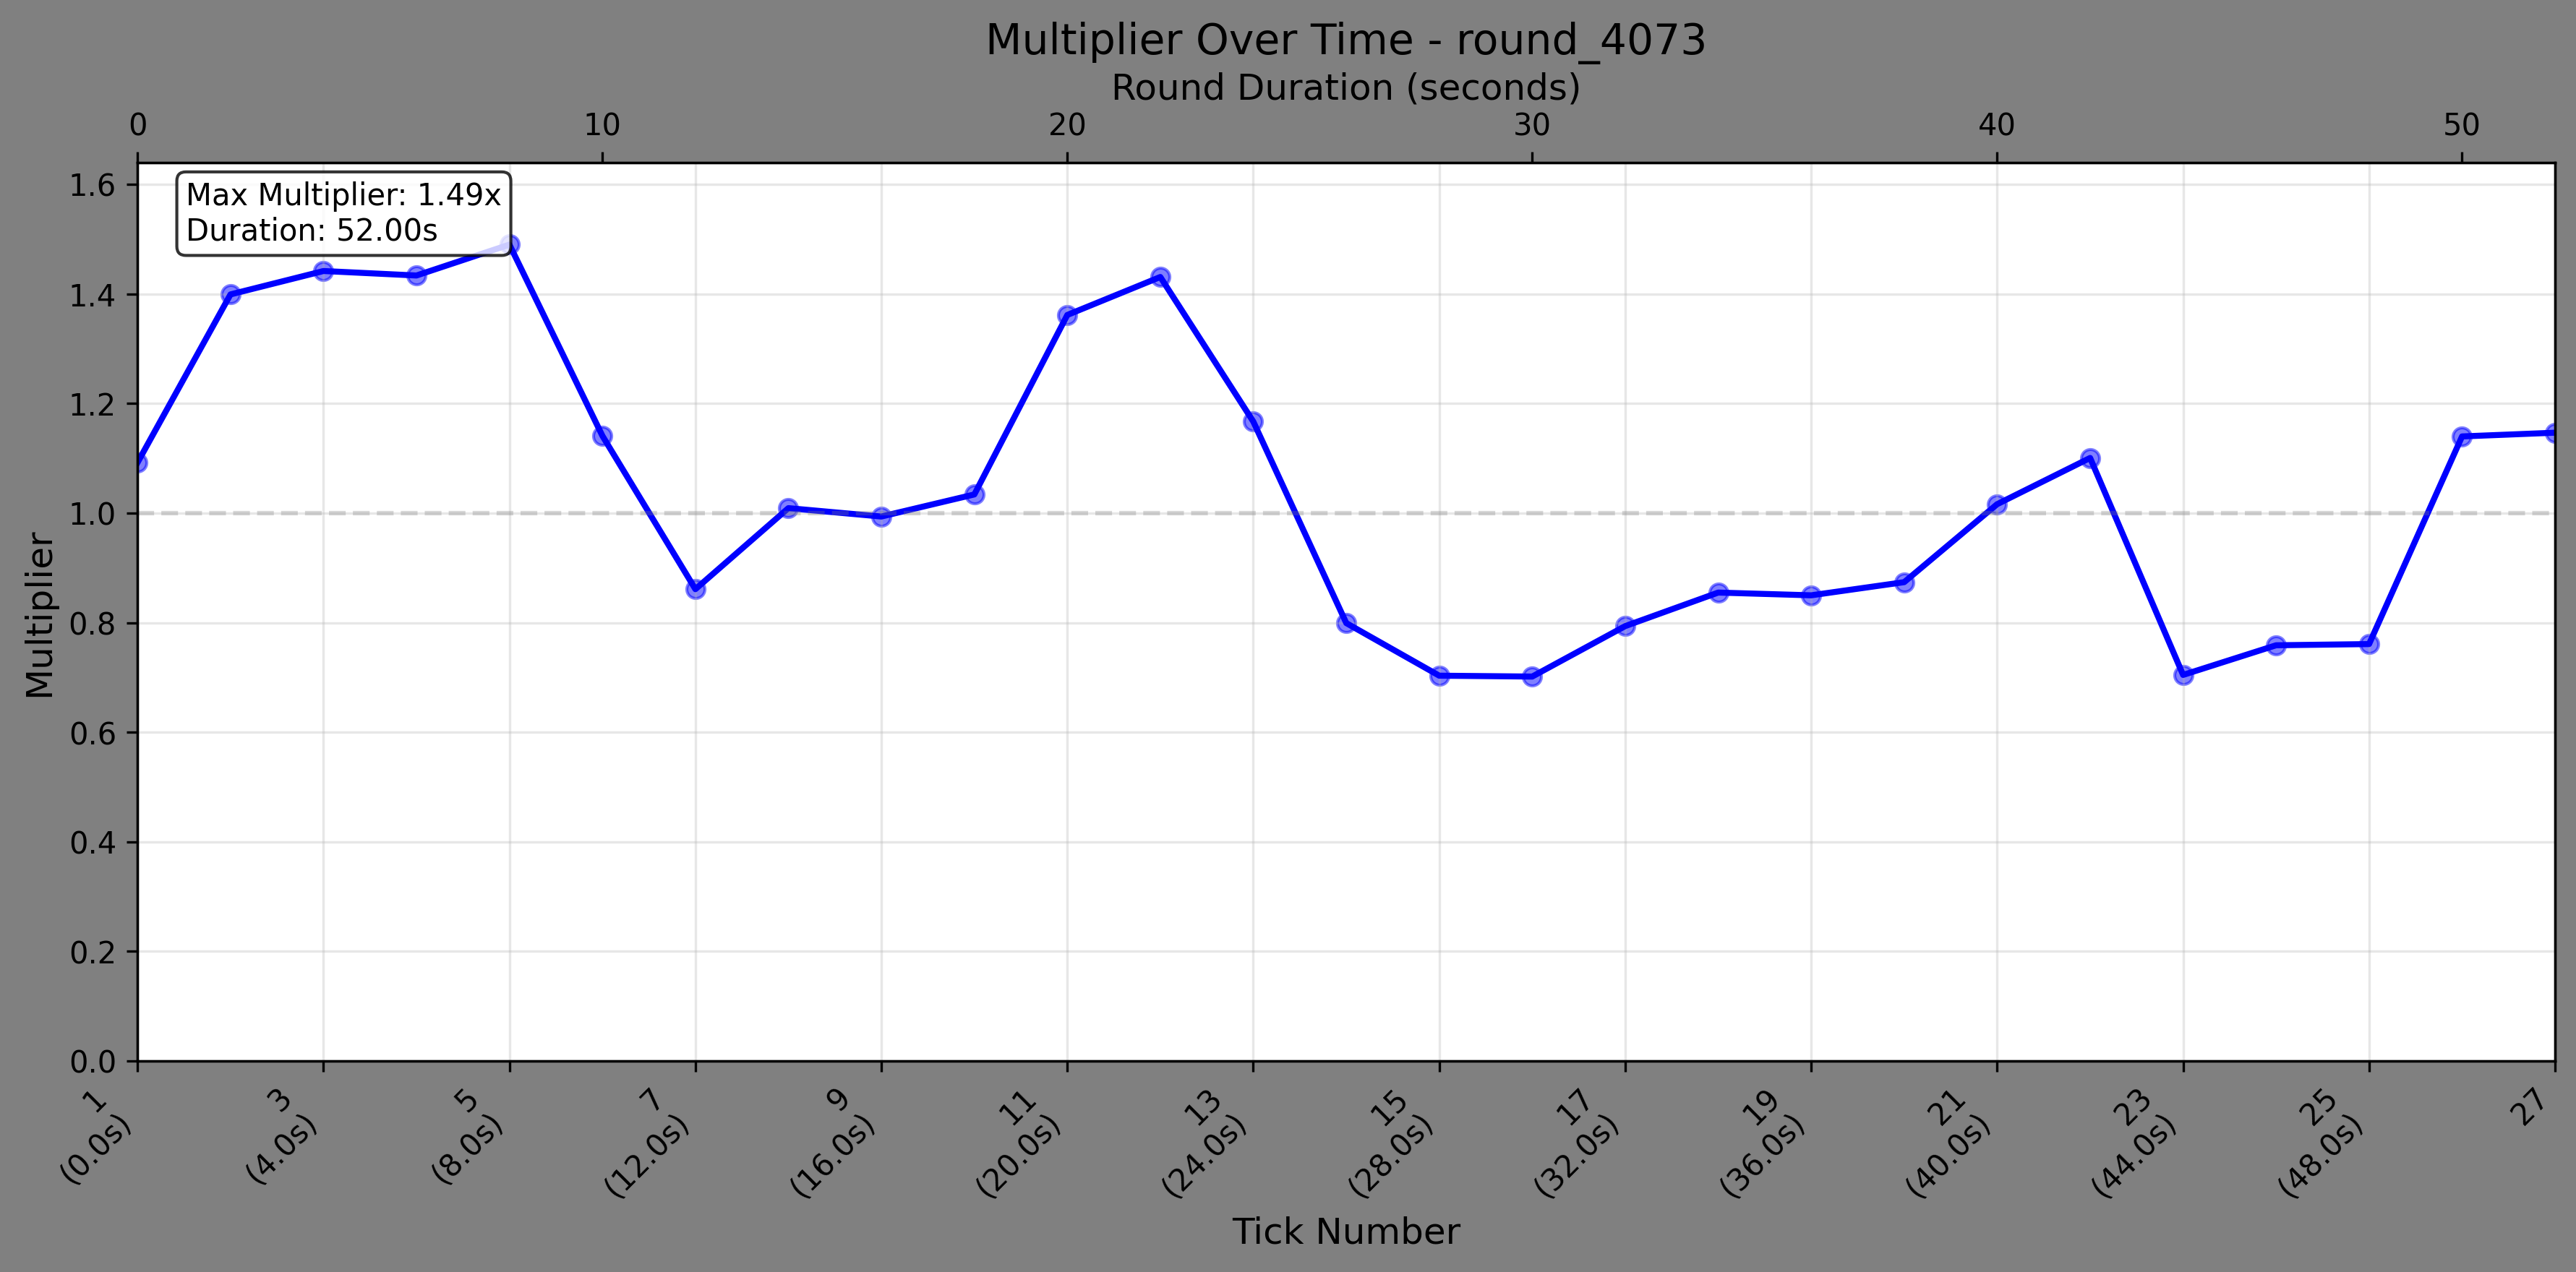 Multiplier Over Time - round_4073
Round Duration (seconds)
0 10 20 30 40 50
Max Multiplier: 1.49x
Duration: 52.00s
1.6
1.4
1.2
1.0
0.8
0.6
0.4
0.2
0.0
Multiplier
1
(0.0s)
3
(4.0s)
5
(8.0s)
7
(12.0s)
9
(16.0s)
11
(20.0s)
13
(24.0s)
15
(28.0s)
17
(32.0s)
19
(36.0s)
21
(40.0s)
23
(44.0s)
25
(48.0s)
27
Tick Number